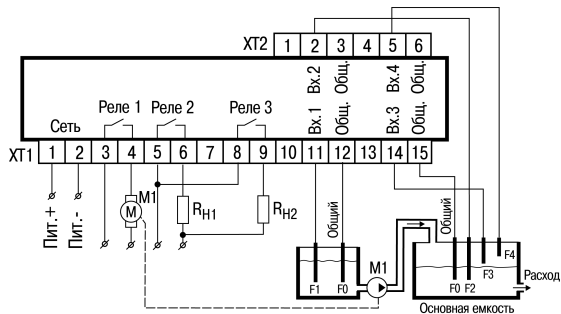 XT2 1 2 3 4 5 6
Вх.2 Общ. Вх.4 Общ.
Реле 1 Реле 2 Реле 3
Сеть Вх.1 Общ. Вх.3 Общ.
XT1 1 2 3 4 5 6 7 8 9 10 11 12 13 14 15
Пит.+ Пит.- M M1 RН1 RН2 Общий Общий
M1
F1 F0 F0 F2 F3 F4
Расход
Основная емкость